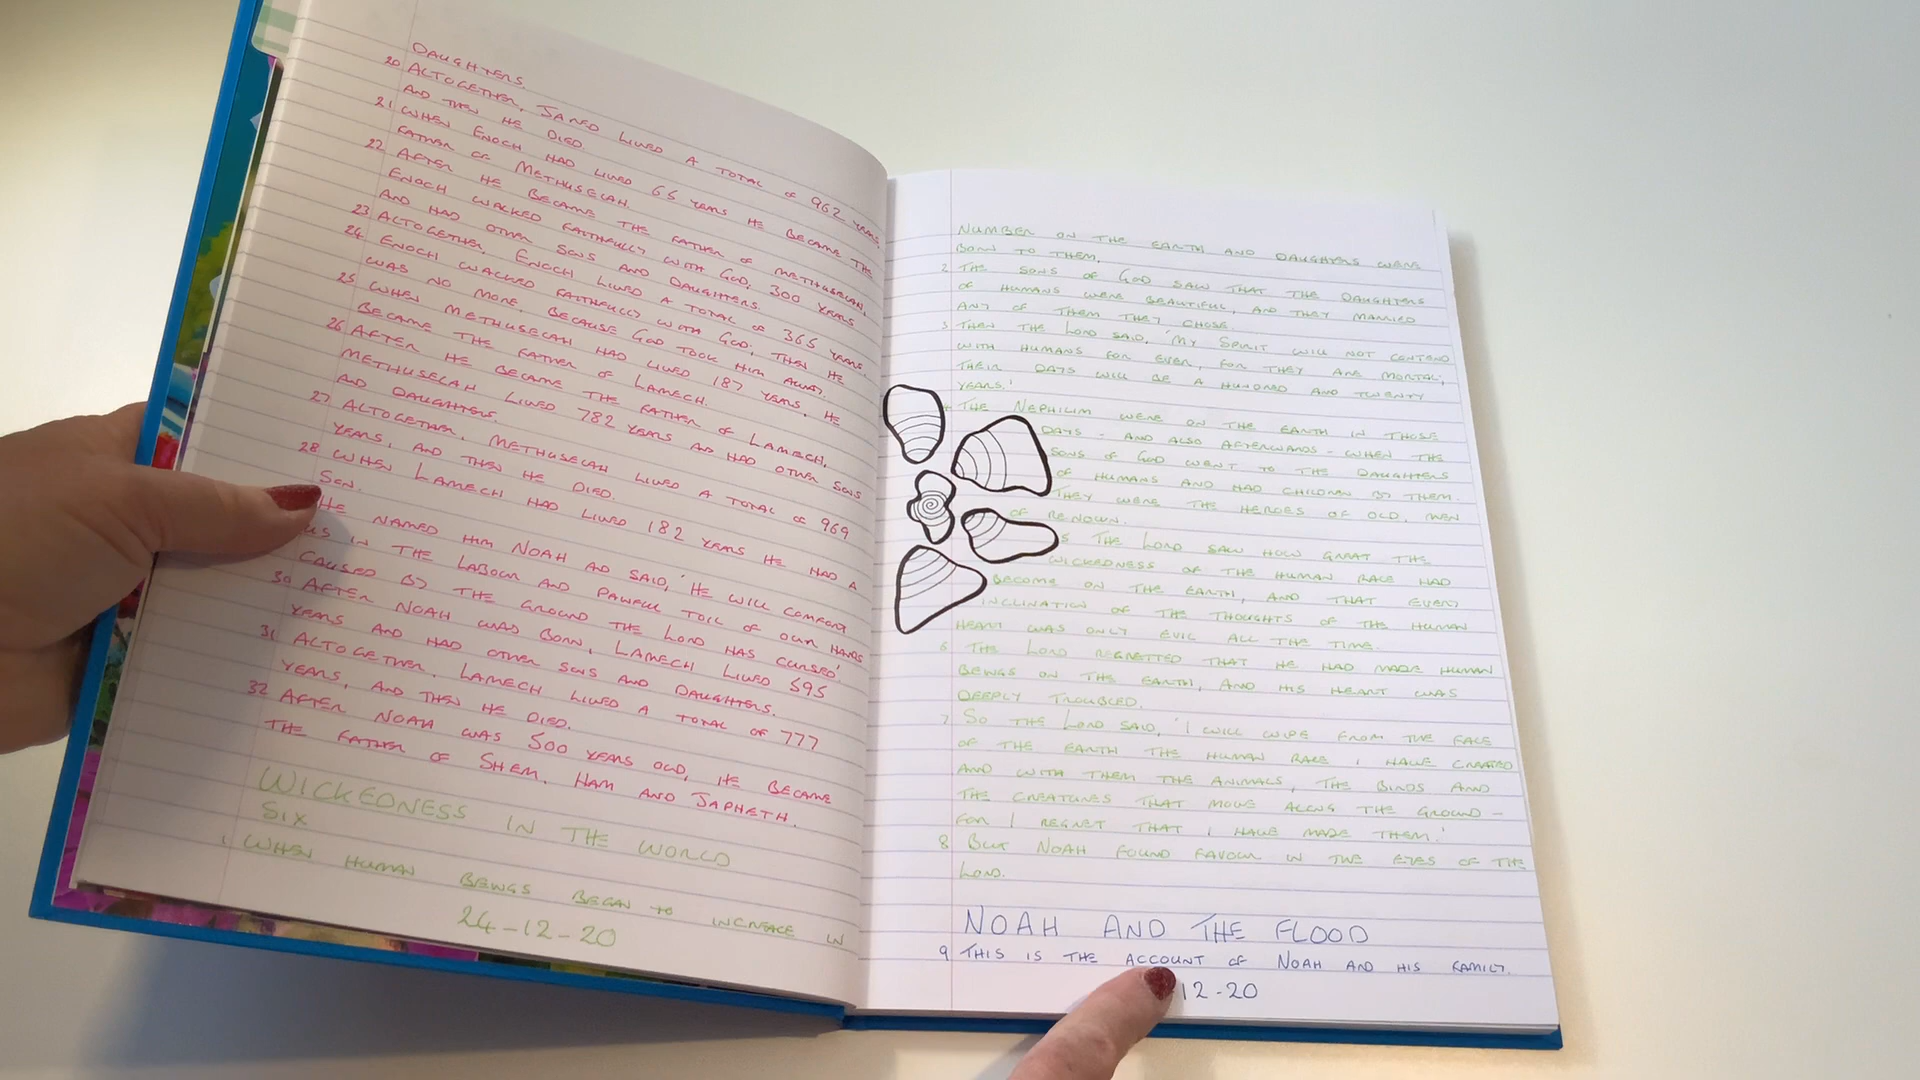 DAUGHTERS.
20 ALTOGETHER, JARED LIVED A TOTAL OF 962 YEARS,
AND THEN HE DIED.
21 WHEN ENOCH HAD LIVED 65 YEARS HE BECAME THE
FATHER OF METHUSELAH.
22 AFTER HE BECAME THE FATHER OF METHUSELAH,
ENOCH WALKED FAITHFULLY WITH GOD, 300 YEARS
AND HAD OTHER SONS AND DAUGHTERS.
23 ALTOGETHER, ENOCH LIVED A TOTAL OF 365 YEARS.
24 ENOCH WALKED FAITHFULLY WITH GOD, THEN HE
WAS NO MORE, BECAUSE GOD TOOK HIM AWAY.
25 WHEN METHUSELAH HAD LIVED 187 YEARS, HE
BECAME THE FATHER OF LAMECH.
26 AFTER HE BECAME THE FATHER OF LAMECH,
METHUSELAH LIVED 782 YEARS AND HAD OTHER SONS
AND DAUGHTERS.
27 ALTOGETHER, METHUSELAH LIVED A TOTAL OF 969
YEARS, AND THEN HE DIED.
28 WHEN LAMECH HAD LIVED 182 YEARS HE HAD A
SON.
HE NAMED HIM NOAH AND SAID, 'HE WILL COMFORT
US IN THE LABOUR AND PAINFUL TOIL OF OUR HANDS
CAUSED BY THE GROUND THE LORD HAS CURSED'
30 AFTER NOAH WAS BORN, LAMECH LIVED 595
YEARS AND HAD OTHER SONS AND DAUGHTERS.
31 ALTOGETHER, LAMECH LIVED A TOTAL OF 777
YEARS, AND THEN HE DIED.
32 AFTER NOAH WAS 500 YEARS OLD, HE BECAME
THE FATHER OF SHEM, HAM AND JAPHETH.
WICKEDNESS IN THE WORLD
SIX
1 WHEN HUMAN BEINGS BEGAN TO INCREASE IN
24-12-20
NUMBER ON THE EARTH AND DAUGHTERS WERE
BORN TO THEM,
2 THE SONS OF GOD SAW THAT THE DAUGHTERS
OF HUMANS WERE BEAUTIFUL, AND THEY MARRIED
ANY OF THEM THEY CHOSE.
3 THEN THE LORD SAID, 'MY SPIRIT WILL NOT CONTEND
WITH HUMANS FOR EVER, FOR THEY ARE MORTAL;
THEIR DAYS WILL BE A HUNDRED AND TWENTY
YEARS.'
THE NEPHILIM WERE ON THE EARTH IN THOSE
DAYS - AND ALSO AFTERWARDS - WHEN THE
SONS OF GOD WENT TO THE DAUGHTERS
OF HUMANS AND HAD CHILDREN BY THEM.
THEY WERE THE HEROES OF OLD, MEN
OF RENOWN.
5 THE LORD SAW HOW GREAT THE
WICKEDNESS OF THE HUMAN RACE HAD
BECOME ON THE EARTH, AND THAT EVERY
INCLINATION OF THE THOUGHTS OF THE HUMAN
HEART WAS ONLY EVIL ALL THE TIME.
6 THE LORD REGRETTED THAT HE HAD MADE HUMAN
BEINGS ON THE EARTH, AND HIS HEART WAS
DEEPLY TROUBLED.
7 SO THE LORD SAID, 'I WILL WIPE FROM THE FACE
OF THE EARTH THE HUMAN RACE I HAVE CREATED
AND WITH THEM THE ANIMALS, THE BIRDS AND
THE CREATURES THAT MOVE ALONG THE GROUND -
FOR I REGRET THAT I HAVE MADE THEM.'
8 BUT NOAH FOUND FAVOUR IN THE EYES OF THE
LORD.
NOAH AND THE FLOOD
9 THIS IS THE ACCOUNT OF NOAH AND HIS FAMILY.
-12-20